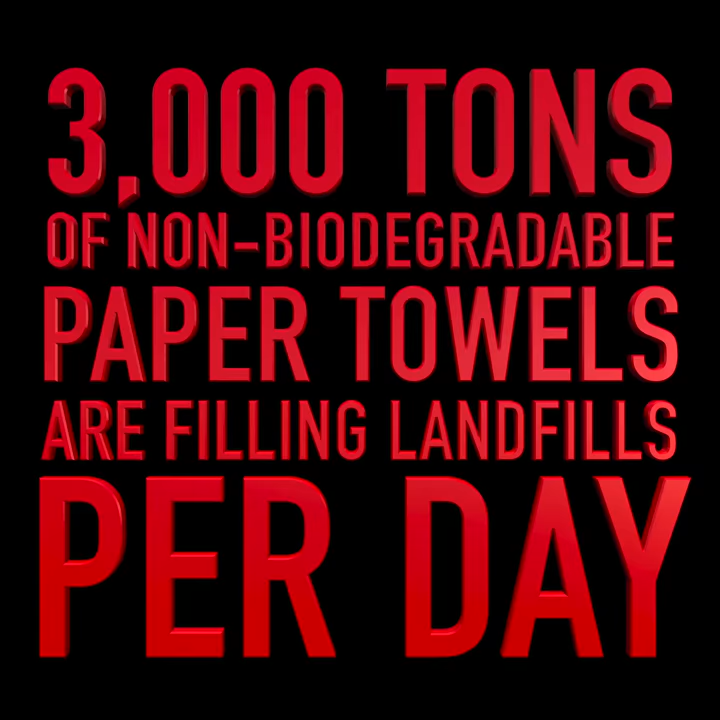 3,000 TONS
OF NON-BIODEGRADABLE
PAPER TOWELS
ARE FILLING LANDFILLS
PER DAY